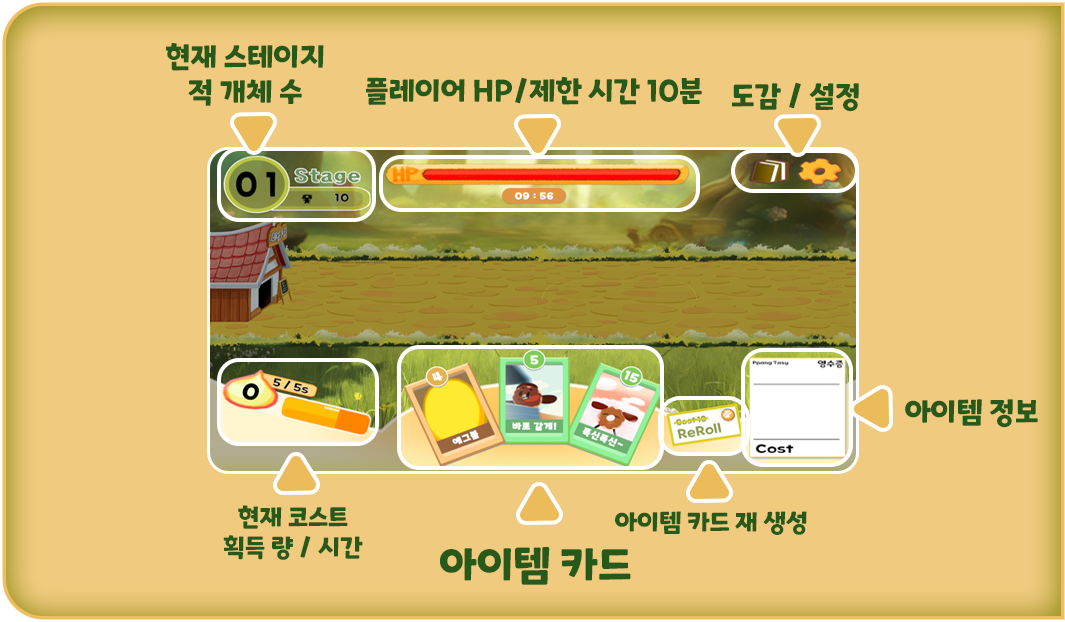 현재 스테이지
적 개체 수
플레이어 HP/제한 시간 10분
도감 / 설정
01 Stage
10
HP
09 : 56
0
5 / 5s
4
에그볼
5
바로 갈게!
15
폭신폭신~
-Cost 10-
ReRoll
Ppang Tasy 영수증
Cost
아이템 정보
현재 코스트
획득 량 / 시간
아이템 카드
아이템 카드 재 생성